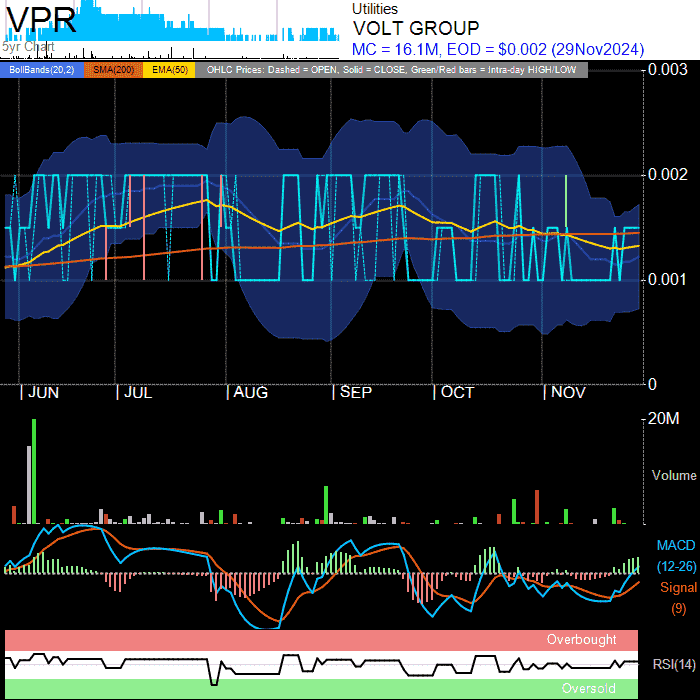 VPR
5yr Chart
Utilities
VOLT GROUP
MC = 16.1M, EOD = $0.002 (29Nov2024)
BollBands(20,2) SMA(200) EMA(50) OHLC Prices: Dashed = OPEN, Solid = CLOSE, Green/Red bars = Intra-day HIGH/LOW
0.003
0.002
0.001
0
JUN JUL AUG SEP OCT NOV
20M
Volume
MACD
(12-26)
Signal
(9)
Overbought
RSI(14)
Oversold